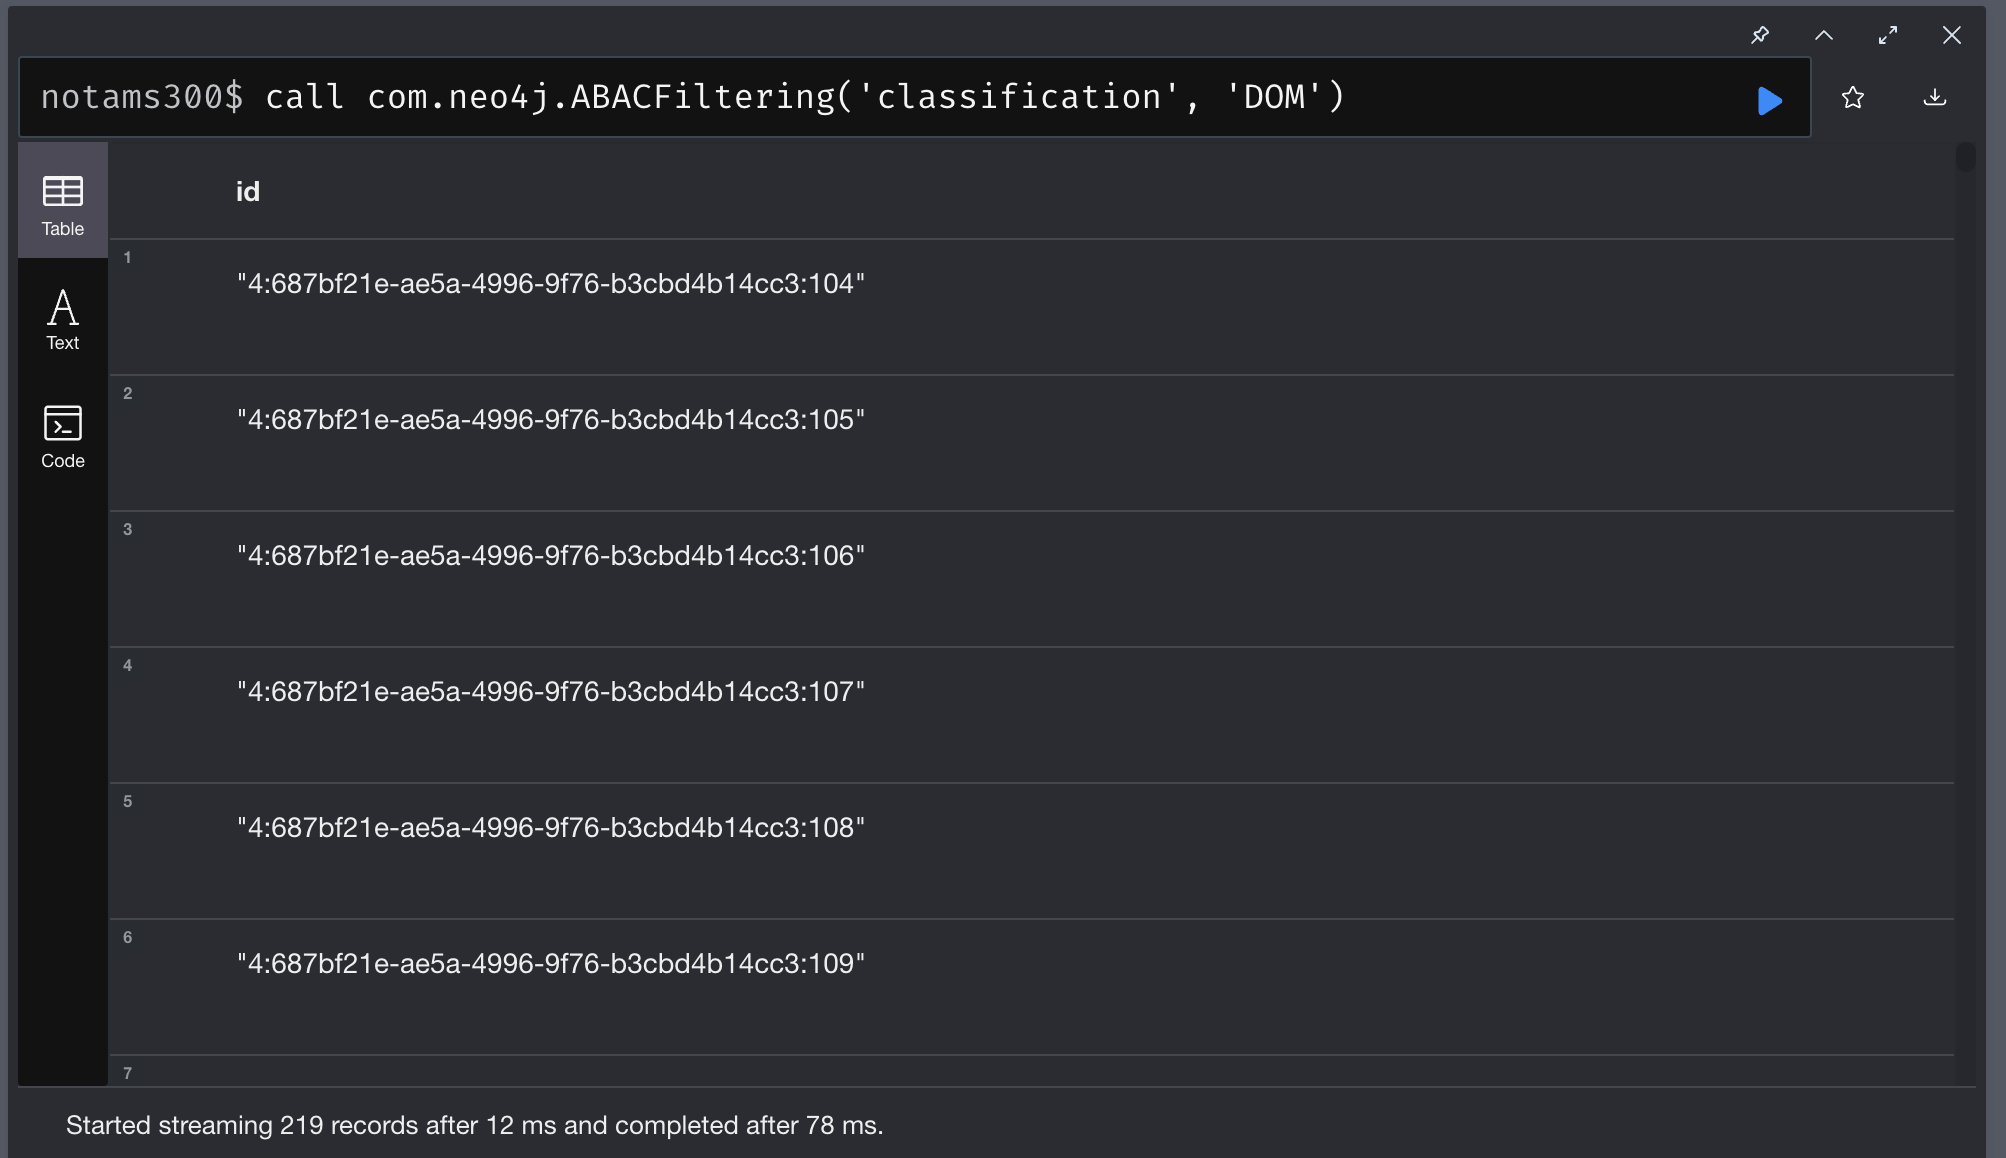 notams300$ call com.neo4j.ABACFiltering('classification', 'DOM')
Table
Text
Code
id
1
"4:687bf21e-ae5a-4996-9f76-b3cbd4b14cc3:104"
2
"4:687bf21e-ae5a-4996-9f76-b3cbd4b14cc3:105"
3
"4:687bf21e-ae5a-4996-9f76-b3cbd4b14cc3:106"
4
"4:687bf21e-ae5a-4996-9f76-b3cbd4b14cc3:107"
5
"4:687bf21e-ae5a-4996-9f76-b3cbd4b14cc3:108"
6
"4:687bf21e-ae5a-4996-9f76-b3cbd4b14cc3:109"
7
Started streaming 219 records after 12 ms and completed after 78 ms.